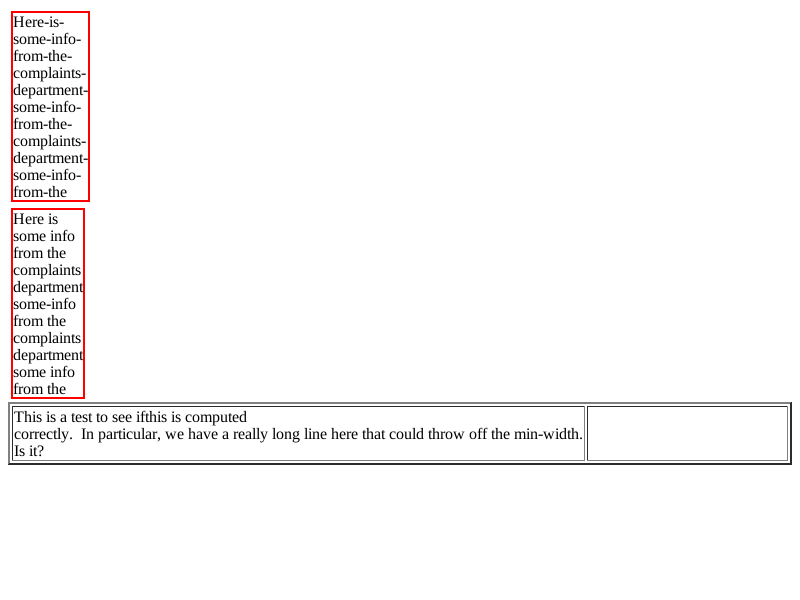 Here-is-
some-info-
from-the-
complaints-
department-
some-info-
from-the-
complaints-
department-
some-info-
from-the
Here is
some info
from the
complaints
department
some-info
from the
complaints
department
some info
from the
This is a test to see ifthis is computed
correctly.  In particular, we have a really long line here that could throw off the min-width.
Is it?